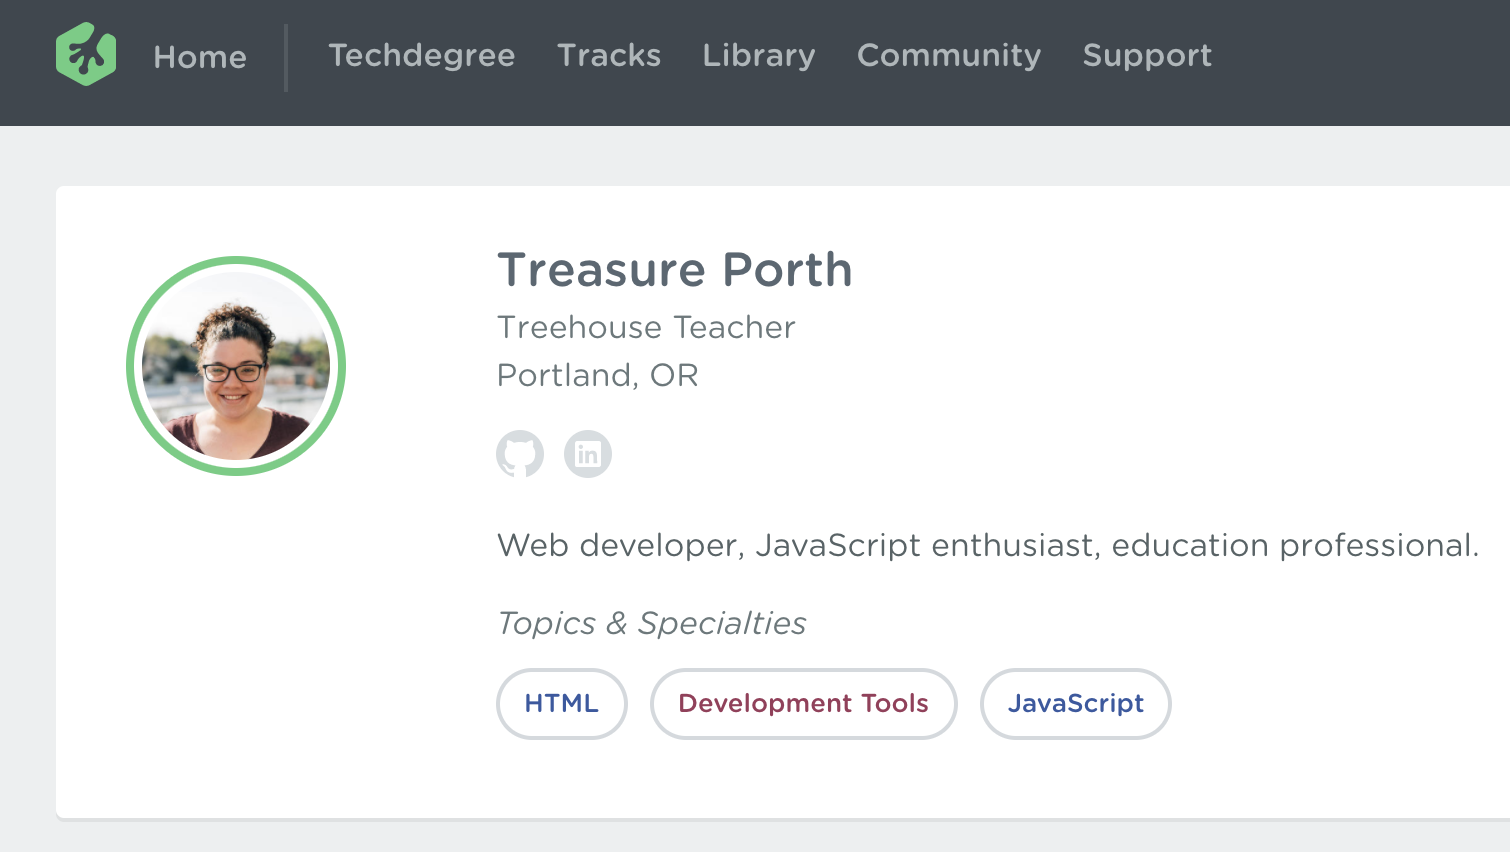 Home Techdegree Tracks Library Community Support
Treasure Porth
Treehouse Teacher
Portland, OR
in
Web developer, JavaScript enthusiast, education professional.
Topics & Specialties
HTML Development Tools JavaScript